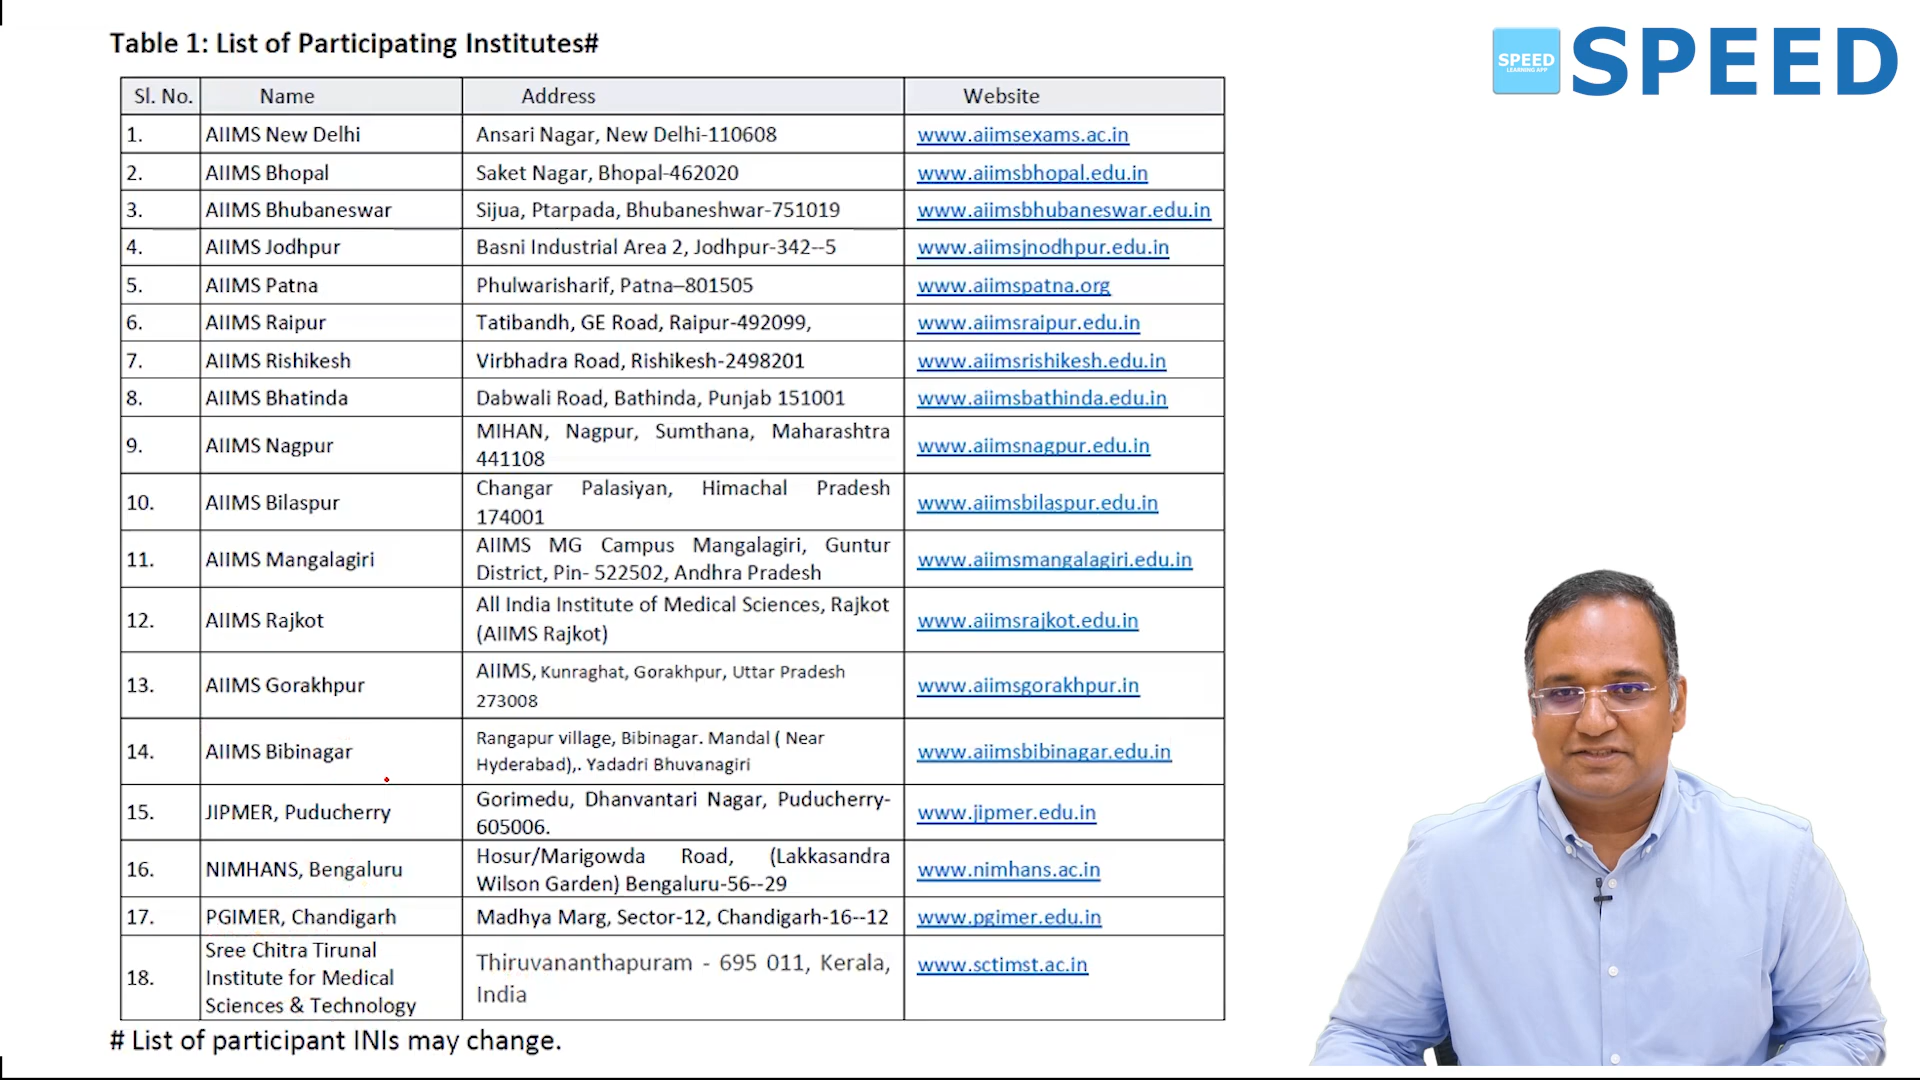 Table 1: List of Participating Institutes#
SPEED
LEARNING APP
SPEED
Sl. No. Name Address Website
1. AIIMS New Delhi Ansari Nagar, New Delhi-110608 www.aiimsexams.ac.in
2. AIIMS Bhopal Saket Nagar, Bhopal-462020 www.aiimsbhopal.edu.in
3. AIIMS Bhubaneswar Sijua, Ptarpada, Bhubaneshwar-751019 www.aiimsbhubaneswar.edu.in
4. AIIMS Jodhpur Basni Industrial Area 2, Jodhpur-342--5 www.aiimsjnodhpur.edu.in
5. AIIMS Patna Phulwarisharif, Patna–801505 www.aiimspatna.org
6. AIIMS Raipur Tatibandh, GE Road, Raipur-492099, www.aiimsraipur.edu.in
7. AIIMS Rishikesh Virbhadra Road, Rishikesh-2498201 www.aiimsrishikesh.edu.in
8. AIIMS Bhatinda Dabwali Road, Bathinda, Punjab 151001 www.aiimsbathinda.edu.in
9. AIIMS Nagpur MIHAN, Nagpur, Sumthana, Maharashtra
441108 www.aiimsnagpur.edu.in
10. AIIMS Bilaspur Changar Palasiyan, Himachal Pradesh
174001 www.aiimsbilaspur.edu.in
11. AIIMS Mangalagiri AIIMS MG Campus Mangalagiri, Guntur
District, Pin- 522502, Andhra Pradesh www.aiimsmangalagiri.edu.in
12. AIIMS Rajkot All India Institute of Medical Sciences, Rajkot
(AIIMS Rajkot) www.aiimsrajkot.edu.in
13. AIIMS Gorakhpur AIIMS, Kunraghat, Gorakhpur, Uttar Pradesh
273008 www.aiimsgorakhpur.in
14. AIIMS Bibinagar Rangapur village, Bibinagar. Mandal ( Near
Hyderabad),. Yadadri Bhuvanagiri www.aiimsbibinagar.edu.in
15. JIPMER, Puducherry Gorimedu, Dhanvantari Nagar, Puducherry-
605006. www.jipmer.edu.in
16. NIMHANS, Bengaluru Hosur/Marigowda Road, (Lakkasandra
Wilson Garden) Bengaluru-56--29 www.nimhans.ac.in
17. PGIMER, Chandigarh Madhya Marg, Sector-12, Chandigarh-16--12 www.pgimer.edu.in
18. Sree Chitra Tirunal
Institute for Medical
Sciences & Technology Thiruvananthapuram - 695 011, Kerala,
India www.sctimst.ac.in
# List of participant INIs may change.